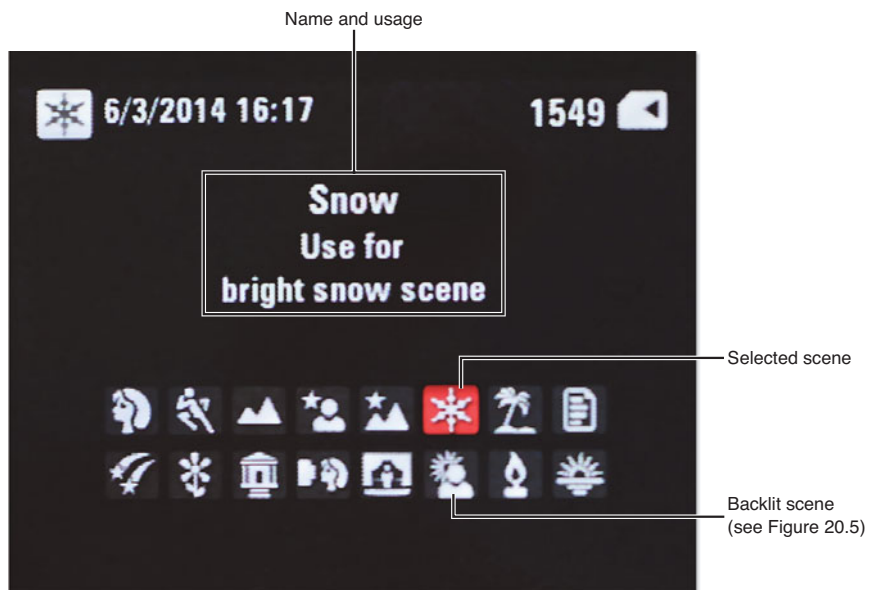 Name and usage
6/3/2014 16:17
1549
Snow
Use for
bright snow scene
Selected scene
Backlit scene
(see Figure 20.5)